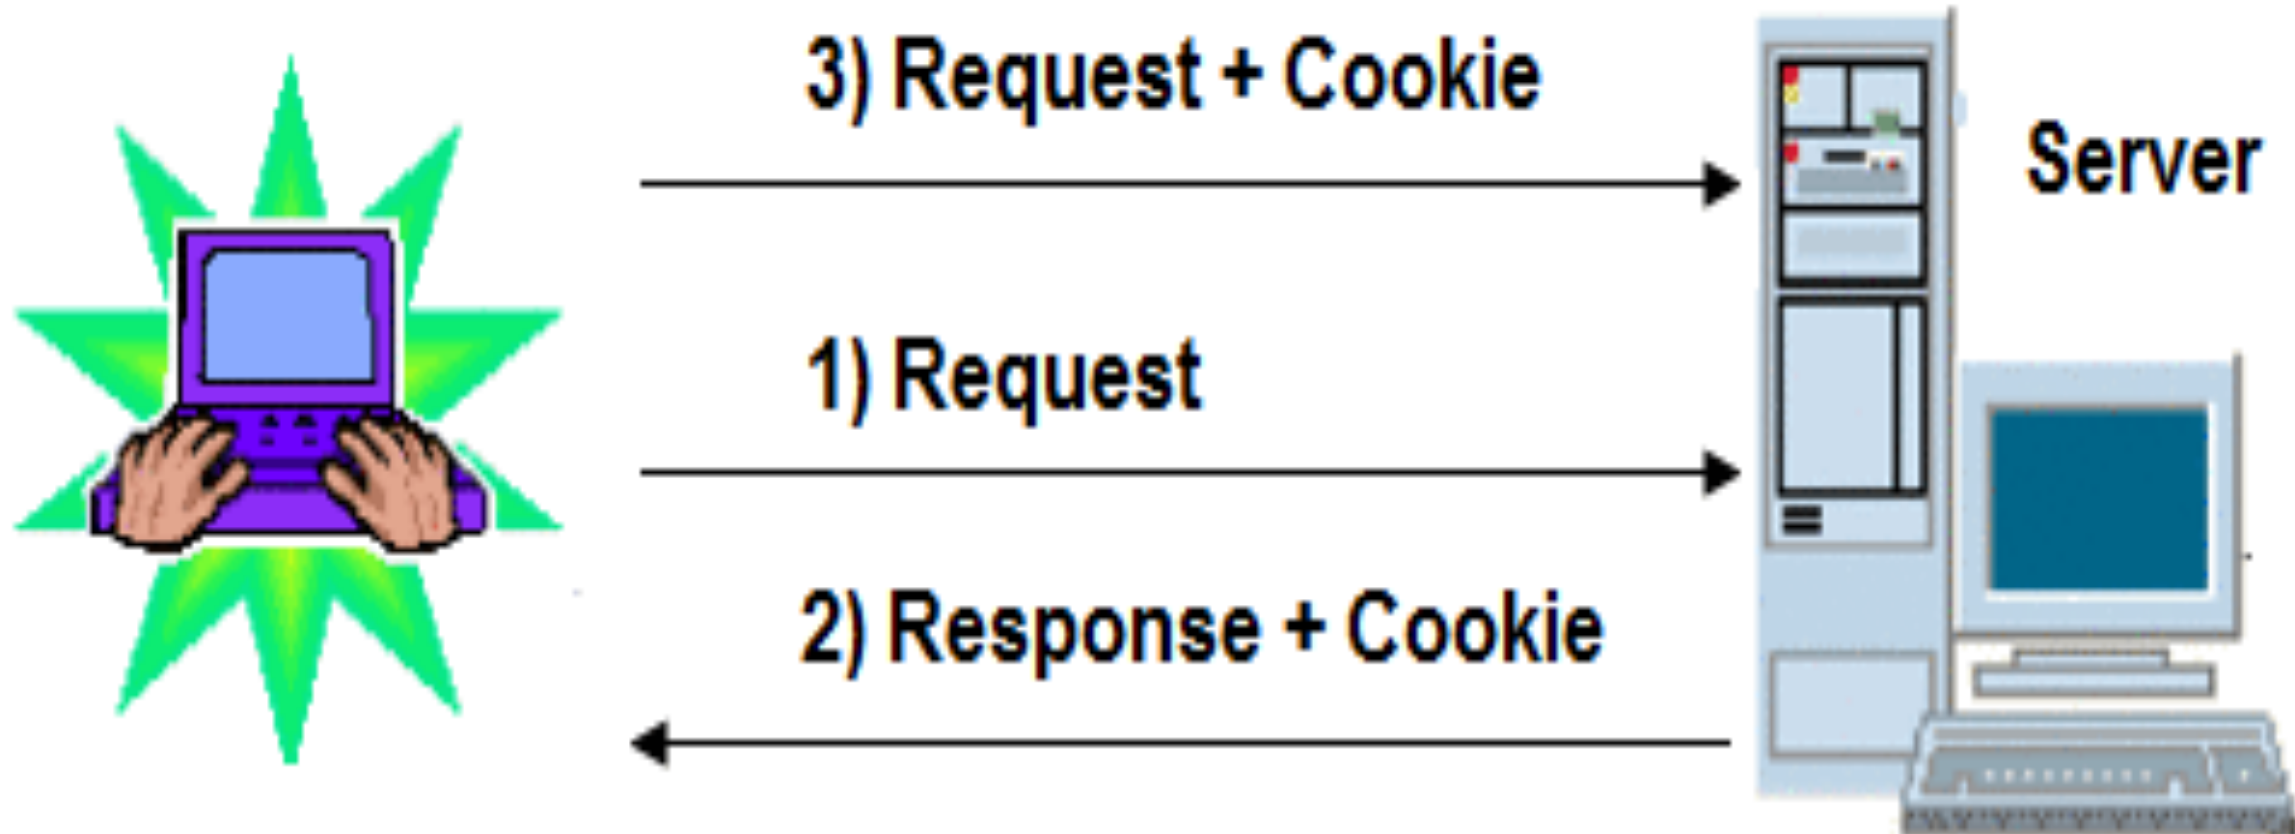 3) Request + Cookie
Server
1) Request
2) Response + Cookie